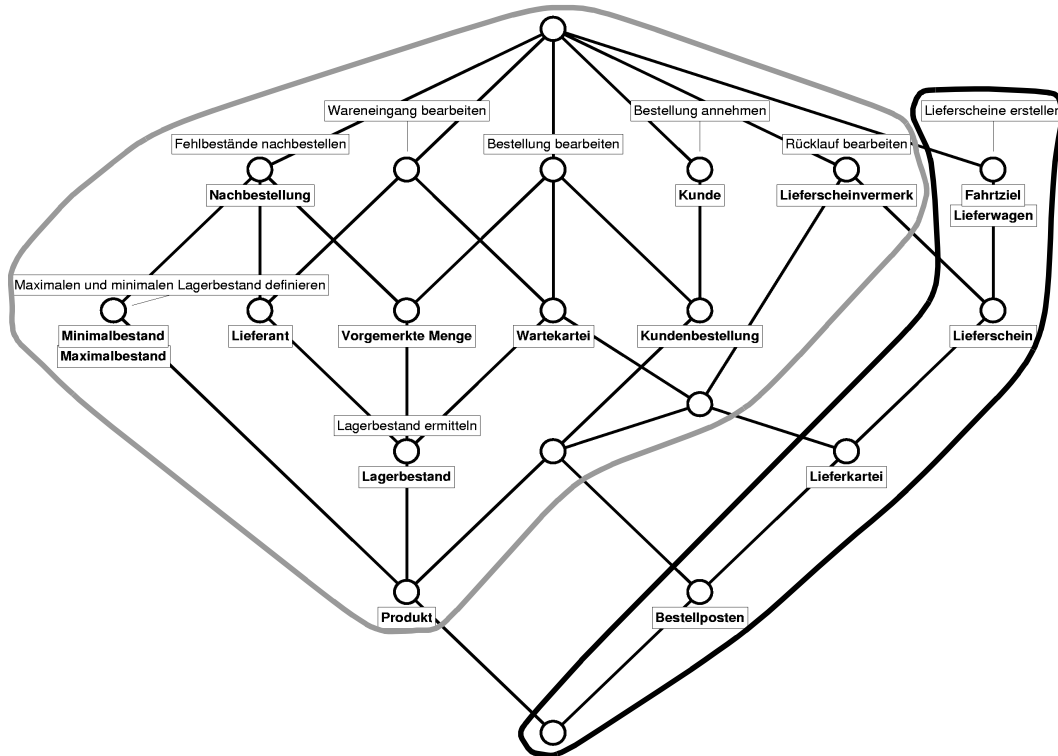 Wareneingang bearbeiten
Bestellung annehmen
Lieferscheine erstellen
Fehlbestände nachbestellen
Bestellung bearbeiten
Rücklauf bearbeiten
Nachbestellung
Kunde
Lieferscheinvermerk
Fahrtziel
Lieferwagen
Maximalen und minimalen Lagerbestand definieren
Minimalbestand
Maximalbestand
Lieferant
Vorgemerkte Menge
Wartekartei
Kundenbestellung
Lieferschein
Lagerbestand ermitteln
Lagerbestand
Lieferkartei
Produkt
Bestellposten